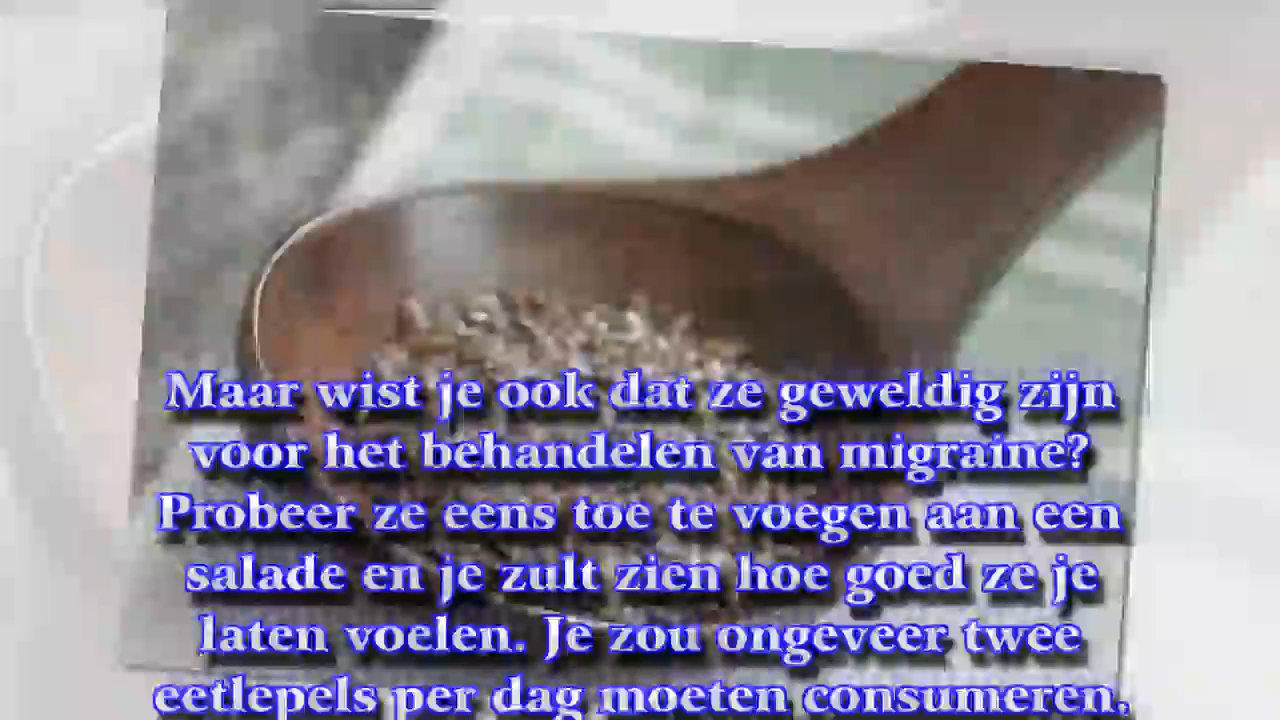 Maar wist je ook dat ze geweldig zijn
voor het behandelen van migraine?
Probeer ze eens toe te voegen aan een
salade en je zult zien hoe goed ze je
laten voelen. Je zou ongeveer twee
eetlepels per dag moeten consumeren.